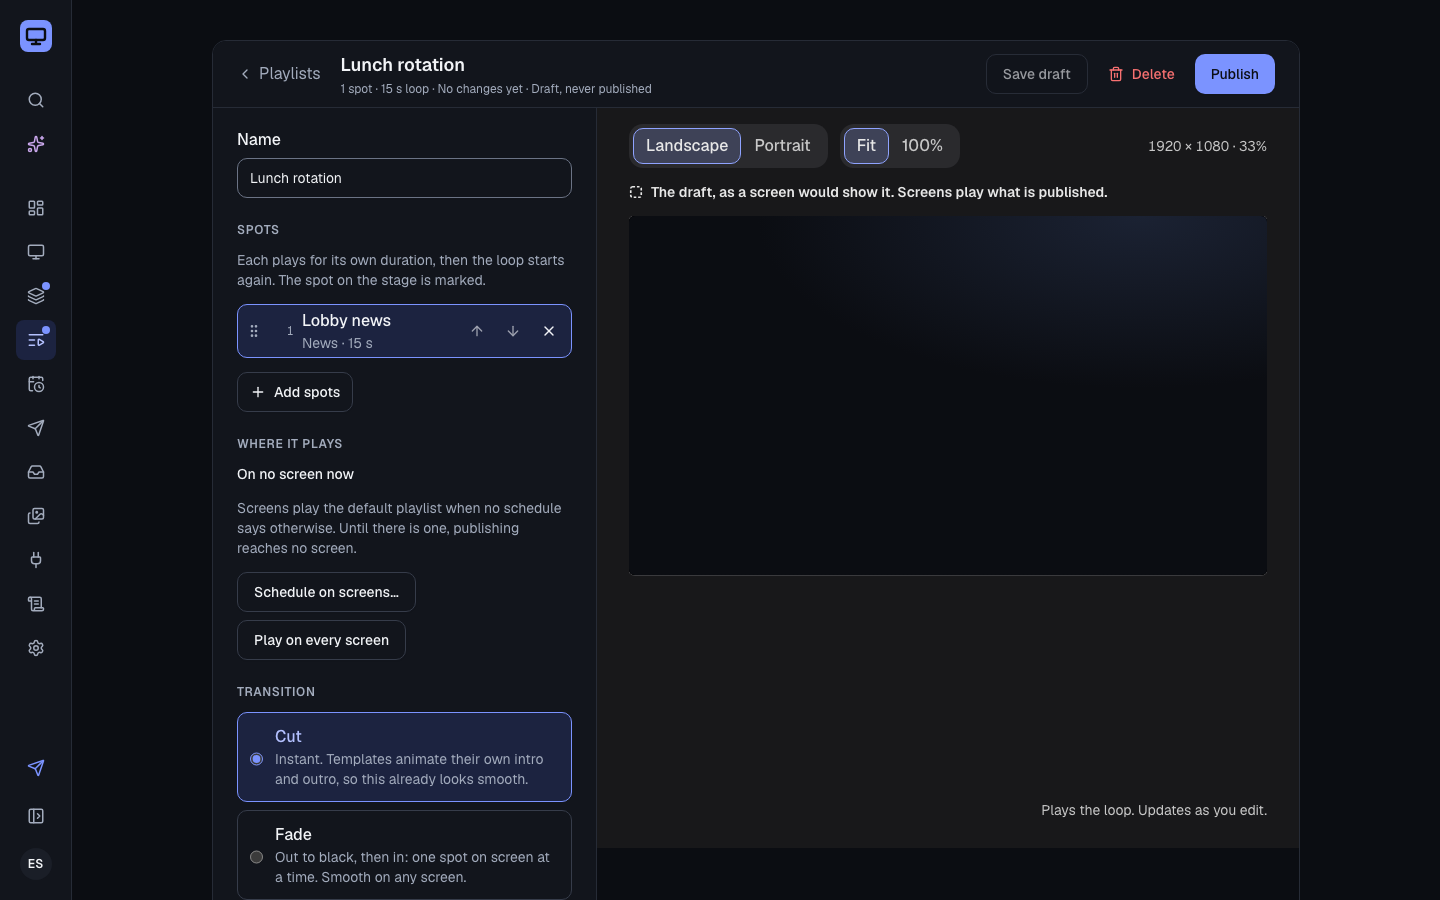 Playlists
Lunch rotation
1 spot · 15 s loop · No changes yet · Draft, never published
Save draft
Delete
Publish
Name
Lunch rotation
SPOTS
Each plays for its own duration, then the loop starts
again. The spot on the stage is marked.
1
Lobby news
News · 15 s
Add spots
WHERE IT PLAYS
On no screen now
Screens play the default playlist when no schedule
says otherwise. Until there is one, publishing
reaches no screen.
Schedule on screens...
Play on every screen
TRANSITION
Cut
Instant. Templates animate their own intro
and outro, so this already looks smooth.
Fade
Out to black, then in: one spot on screen at
a time. Smooth on any screen.
Landscape
Portrait
Fit
100%
1920 × 1080 · 33%
The draft, as a screen would show it. Screens play what is published.
Plays the loop. Updates as you edit.
ES